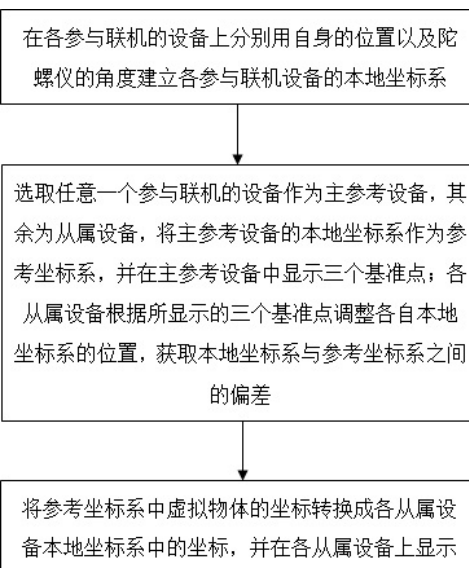 在各参与联机的设备上分别用自身的位置以及陀
螺仪的角度建立各参与联机设备的本地坐标系
选取任意一个参与联机的设备作为主参考设备，其
余为从属设备，将主参考设备的本地坐标系作为参
考坐标系，并在主参考设备中显示三个基准点；各
从属设备根据所显示的三个基准点调整各自本地
坐标系的位置，获取本地坐标系与参考坐标系之间
的偏差
将参考坐标系中虚拟物体的坐标转换成各从属设
备本地坐标系中的坐标，并在各从属设备上显示